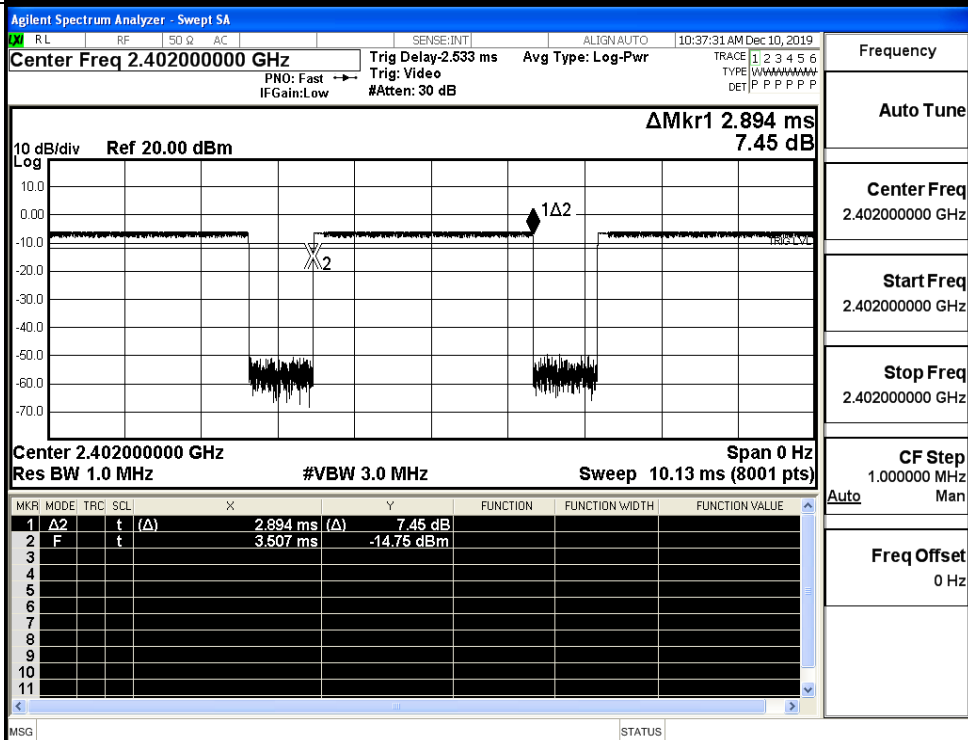 Agilent Spectrum Analyzer - Swept SA
LXI RL RF 50 Ω AC SENSE:INT ALIGN AUTO 10:37:31 AM Dec 10, 2019
Center Freq 2.402000000 GHz
PNO: Fast
IFGain:Low
Trig Delay-2.533 ms
Trig: Video
#Atten: 30 dB
Avg Type: Log-Pwr
TRACE 1 2 3 4 5 6
TYPE WWWWWW
DET P P P P P P
ΔMkr1 2.894 ms
7.45 dB
10 dB/div Ref 20.00 dBm
Log
10.0
0.00
-10.0
-20.0
-30.0
-40.0
-50.0
-60.0
-70.0
1Δ2
TRIG LVL
2
Center 2.402000000 GHz Span 0 Hz
Res BW 1.0 MHz #VBW 3.0 MHz Sweep 10.13 ms (8001 pts)
MKR MODE TRC SCL X Y FUNCTION FUNCTION WIDTH FUNCTION VALUE
1 Δ2 t (Δ) 2.894 ms (Δ) 7.45 dB
2 F t 3.507 ms -14.75 dBm
3
4
5
6
7
8
9
10
11
MSG STATUS
Frequency
Auto Tune
Center Freq
2.402000000 GHz
Start Freq
2.402000000 GHz
Stop Freq
2.402000000 GHz
CF Step
1.000000 MHz
Auto Man
Freq Offset
0 Hz